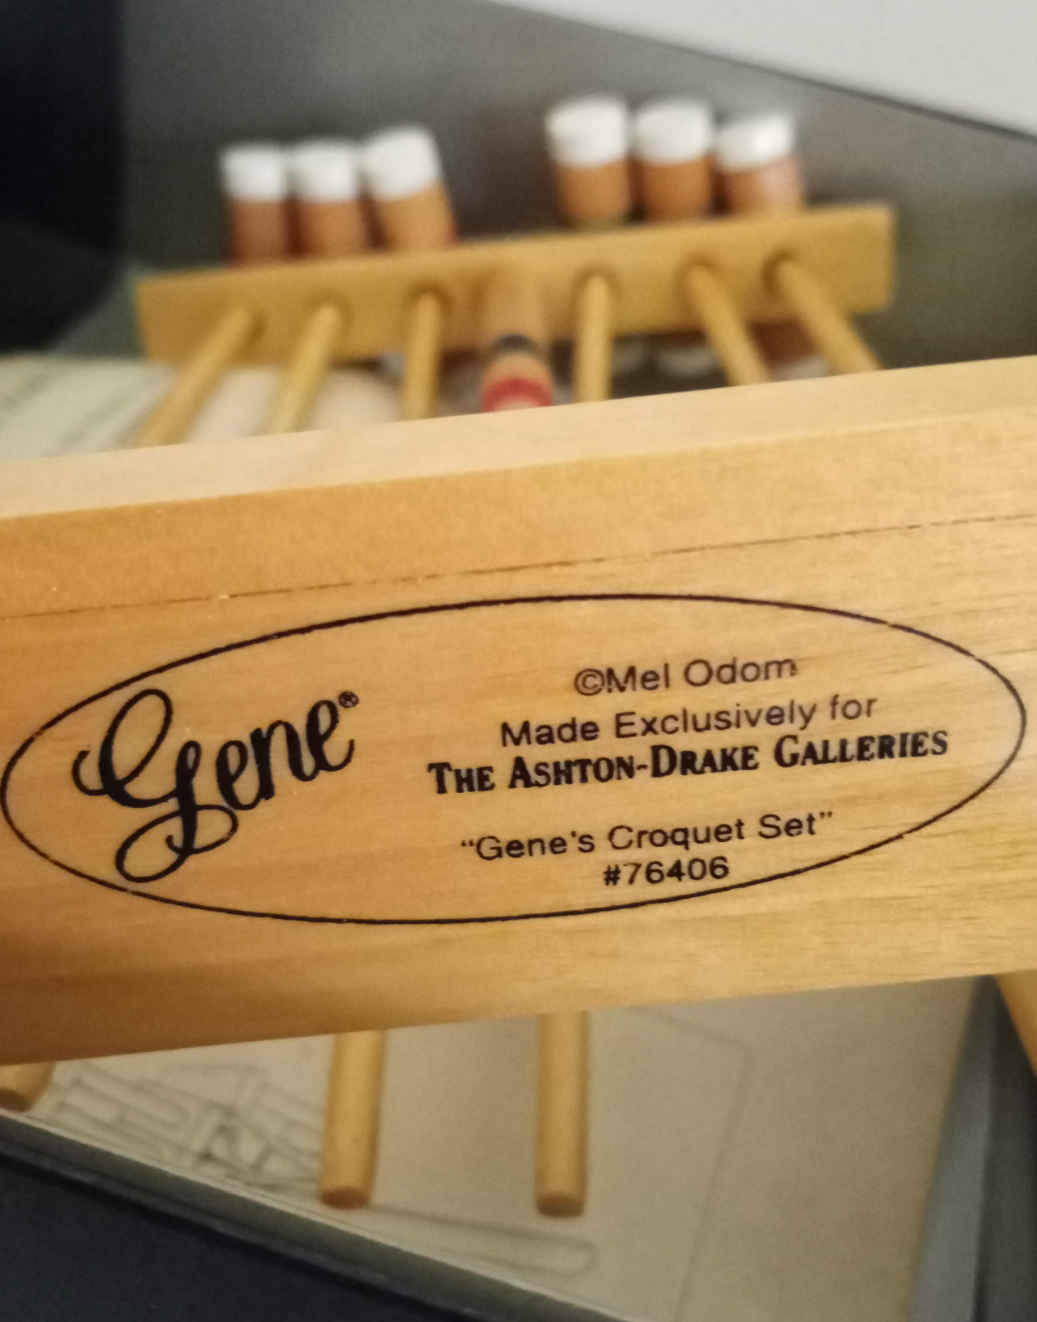 Gene®
©Mel Odom
Made Exclusively for
THE ASHTON-DRAKE GALLERIES
“Gene's Croquet Set”
#76406